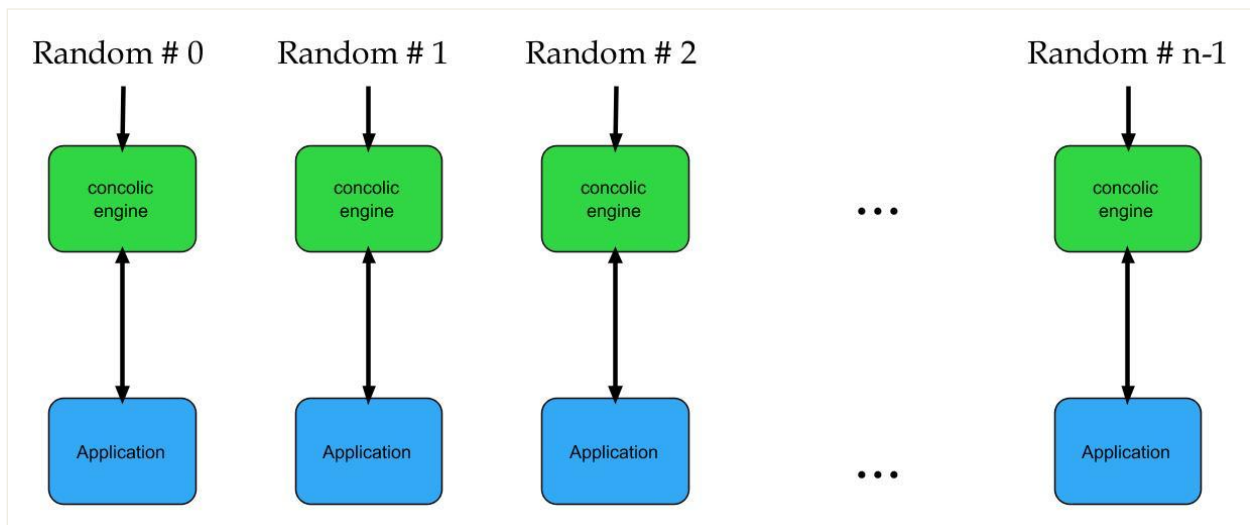 Random # 0 Random # 1 Random # 2 Random # n-1
concolic concolic concolic concolic
engine engine engine ... engine
Application Application Application ... Application